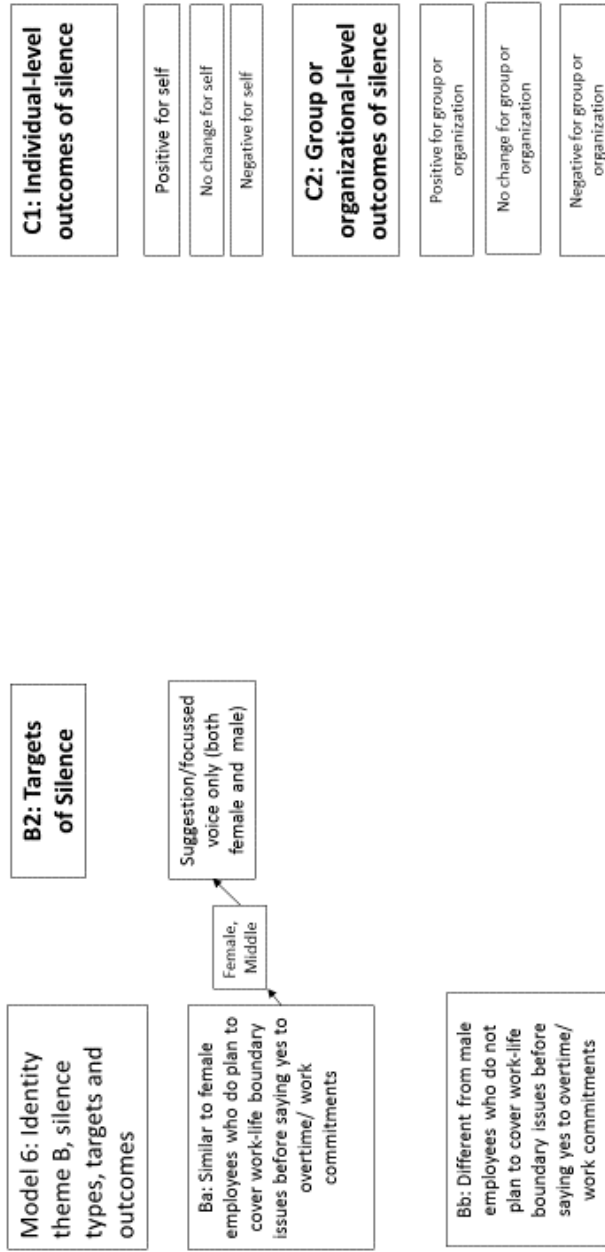 Model 6: Identity
theme B, silence
types, targets and
outcomes
B2: Targets
of Silence
C1: Individual-level
outcomes of silence
Ba: Similar to female
employees who do plan to
cover work-life boundary
issues before saying yes to
overtime/ work
commitments
Female,
Middle
Suggestion/focussed
voice only (both
female and male)
Positive for self
No change for self
Negative for self
C2: Group or
organizational-level
outcomes of silence
Bb: Different from male
employees who do not
plan to cover work-life
boundary issues before
saying yes to overtime/
work commitments
Positive for group or
organization
No change for group or
organization
Negative for group or
organization